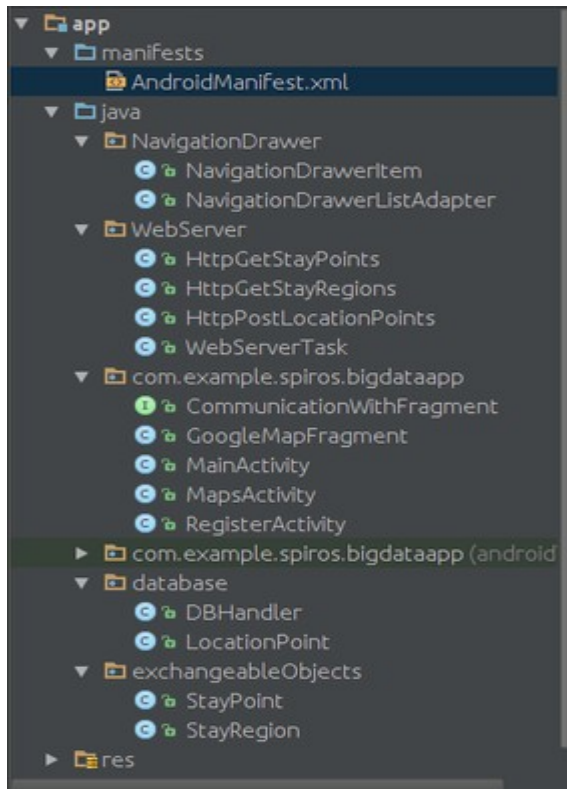 app
manifests
AndroidManifest.xml
java
NavigationDrawer
NavigationDrawerItem
NavigationDrawerListAdapter
WebServer
HttpGetStayPoints
HttpGetStayRegions
HttpPostLocationPoints
WebServerTask
com.example.spiros.bigdataapp
CommunicationWithFragment
GoogleMapFragment
MainActivity
MapsActivity
RegisterActivity
com.example.spiros.bigdataapp (android
database
DBHandler
LocationPoint
exchangeableObjects
StayPoint
StayRegion
res